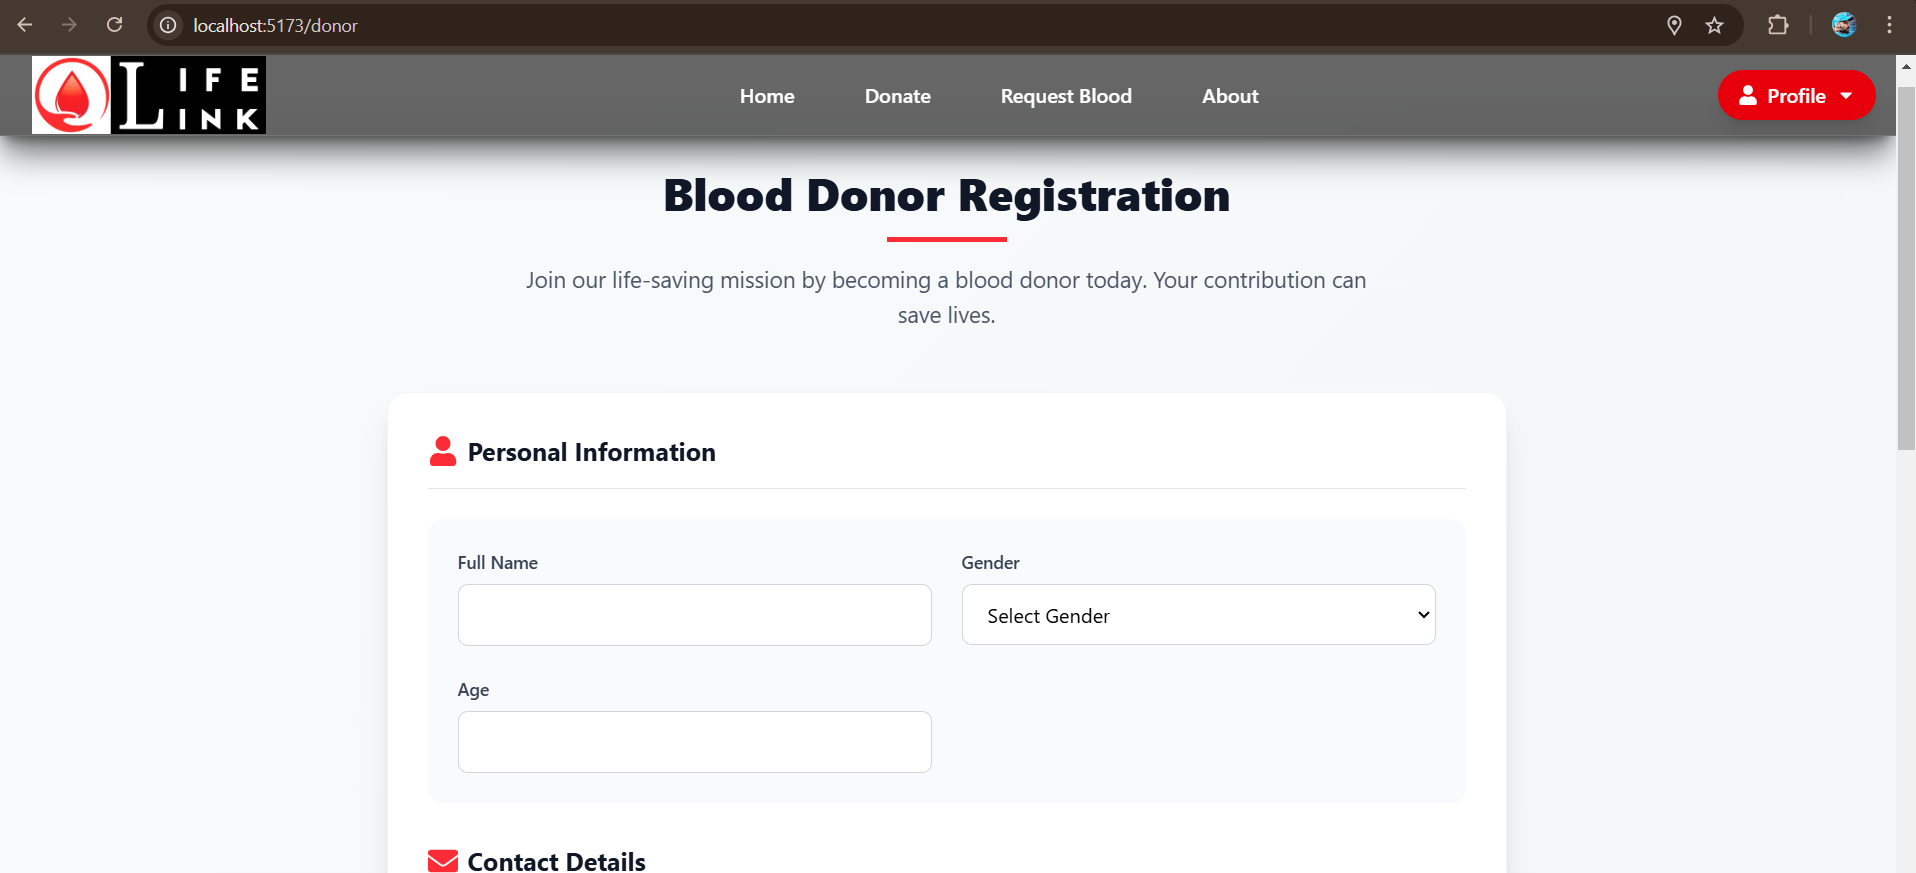 localhost:5173/donor
LIFE
LINK
Home
Donate
Request Blood
About
Profile
Blood Donor Registration
Join our life-saving mission by becoming a blood donor today. Your contribution can
save lives.
Personal Information
Full Name
Gender
Select Gender
Age
Contact Details